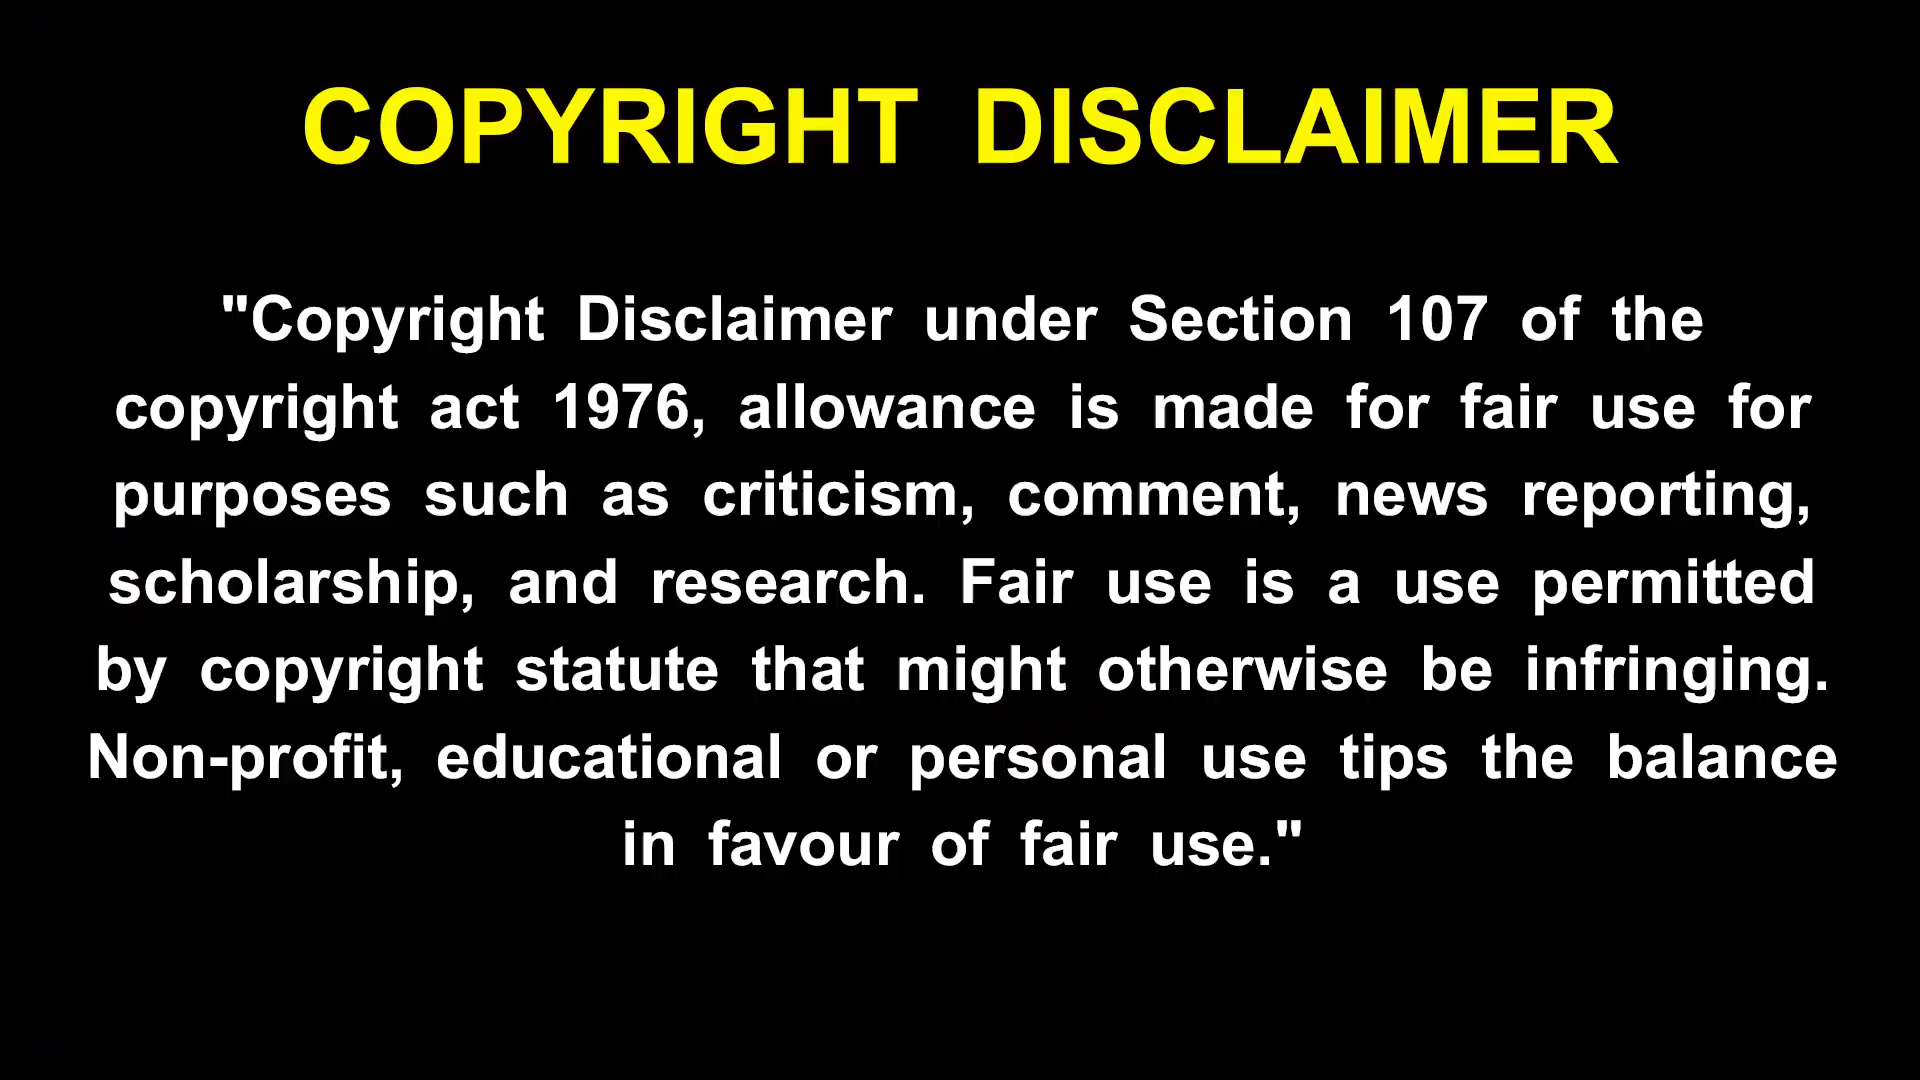 COPYRIGHT DISCLAIMER
"Copyright Disclaimer under Section 107 of the
copyright act 1976, allowance is made for fair use for
purposes such as criticism, comment, news reporting,
scholarship, and research. Fair use is a use permitted
by copyright statute that might otherwise be infringing.
Non-profit, educational or personal use tips the balance
in favour of fair use."